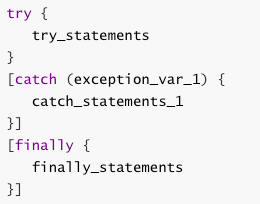 try {
   try_statements
}
[catch (exception_var_1) {
   catch_statements_1
}]
[finally {
   finally_statements
}]